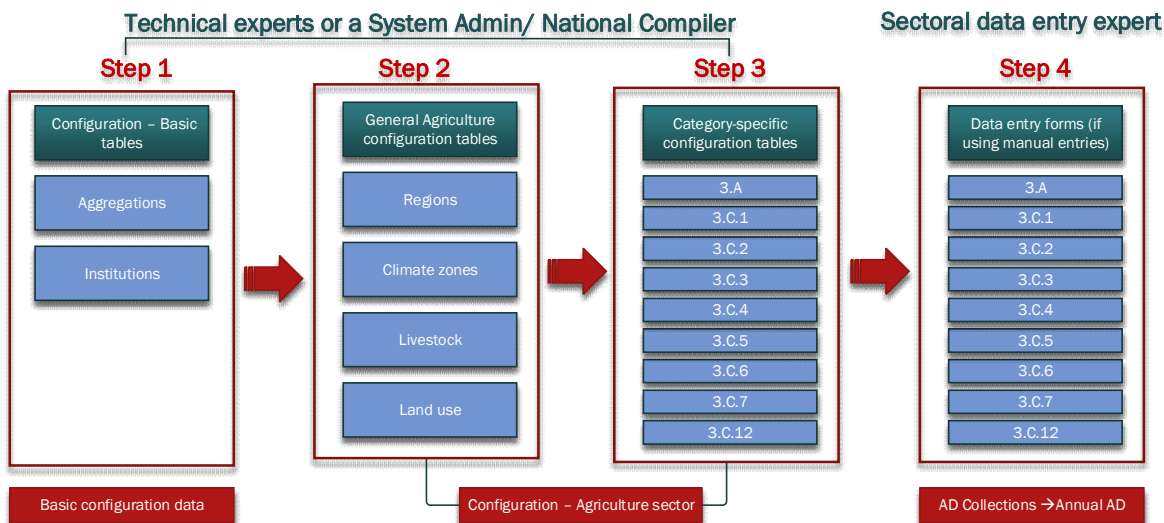 Technical experts or a System Admin/ National Compiler
Sectoral data entry expert
Step 1
Configuration – Basic
tables
Aggregations
Institutions
Basic configuration data
Step 2
General Agriculture
configuration tables
Regions
Climate zones
Livestock
Land use
Step 3
Category-specific
configuration tables
3.A
3.C.1
3.C.2
3.C.3
3.C.4
3.C.5
3.C.6
3.C.7
3.C.12
Configuration – Agriculture sector
Step 4
Data entry forms (if
using manual entries)
3.A
3.C.1
3.C.2
3.C.3
3.C.4
3.C.5
3.C.6
3.C.7
3.C.12
AD Collections →Annual AD